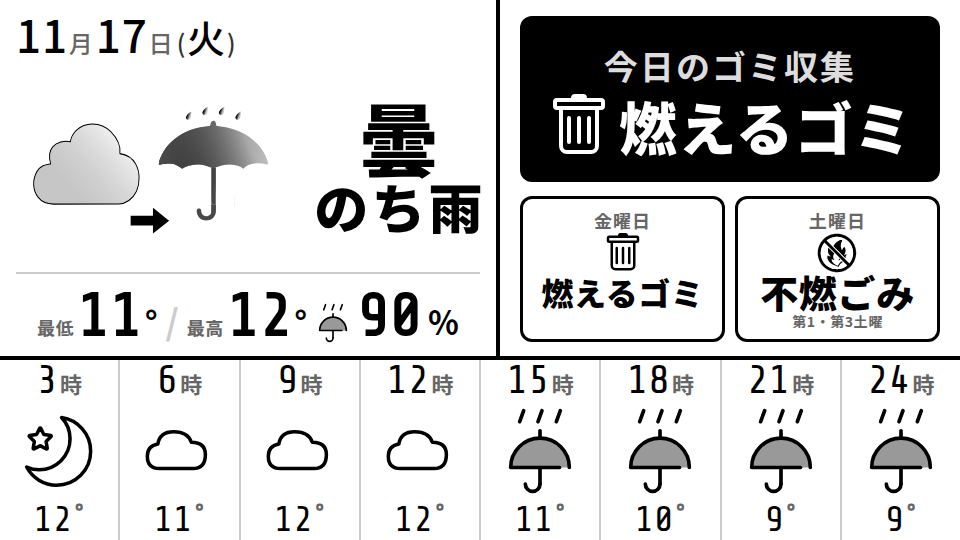 11月17日(火)
曇
のち雨
最低 11° / 最高 12° 90%
今日のゴミ収集
燃えるゴミ
金曜日
燃えるゴミ
土曜日
不燃ごみ
第1・第3土曜
3時 6時 9時 12時 15時 18時 21時 24時
12° 11° 12° 12° 11° 10° 9° 9°